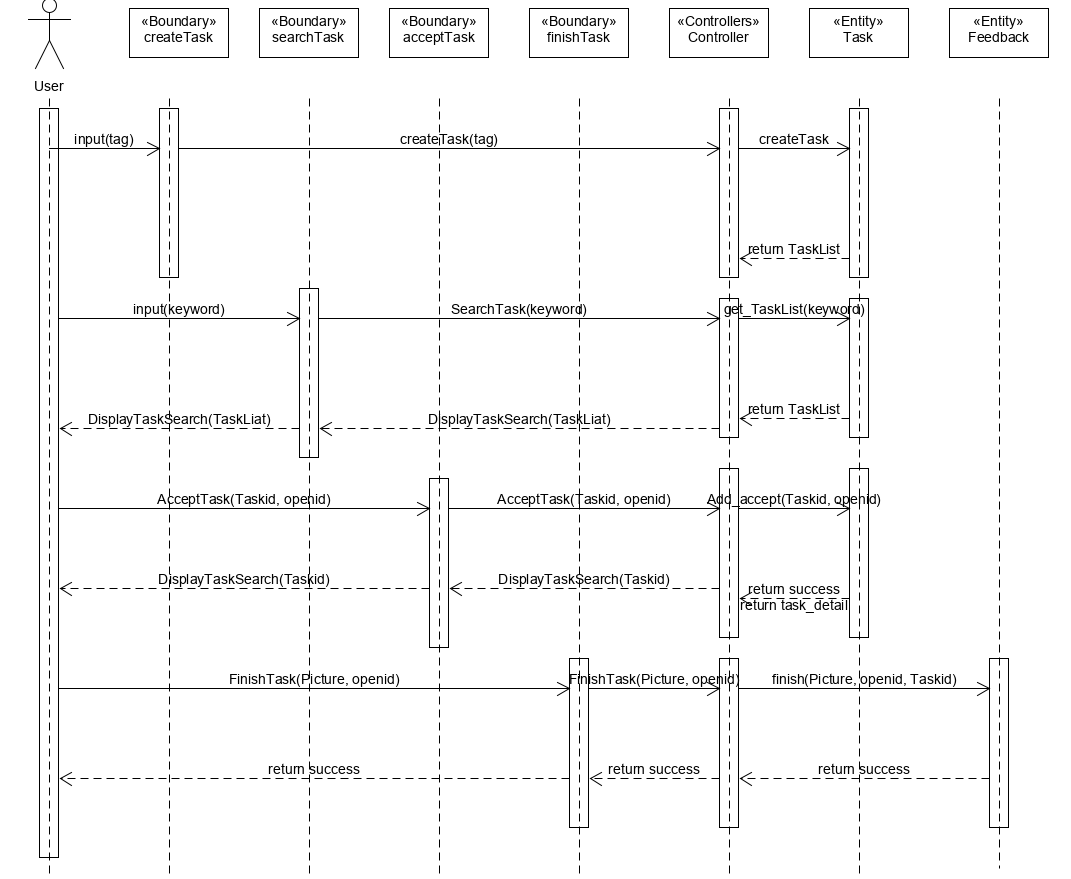 «Boundary»
createTask
«Boundary»
searchTask
«Boundary»
acceptTask
«Boundary»
finishTask
«Controllers»
Controller
«Entity»
Task
«Entity»
Feedback
User
input(tag)
createTask(tag)
createTask
return TaskList
input(keyword)
SearchTask(keyword)
get_TaskList(keyword)
return TaskList
DisplayTaskSearch(TaskLiat)
DisplayTaskSearch(TaskLiat)
AcceptTask(Taskid, openid)
AcceptTask(Taskid, openid)
Add_accept(Taskid, openid)
DisplayTaskSearch(Taskid)
DisplayTaskSearch(Taskid)
return success
return task_detail
FinishTask(Picture, openid)
FinishTask(Picture, openid)
finish(Picture, openid, Taskid)
return success
return success
return success